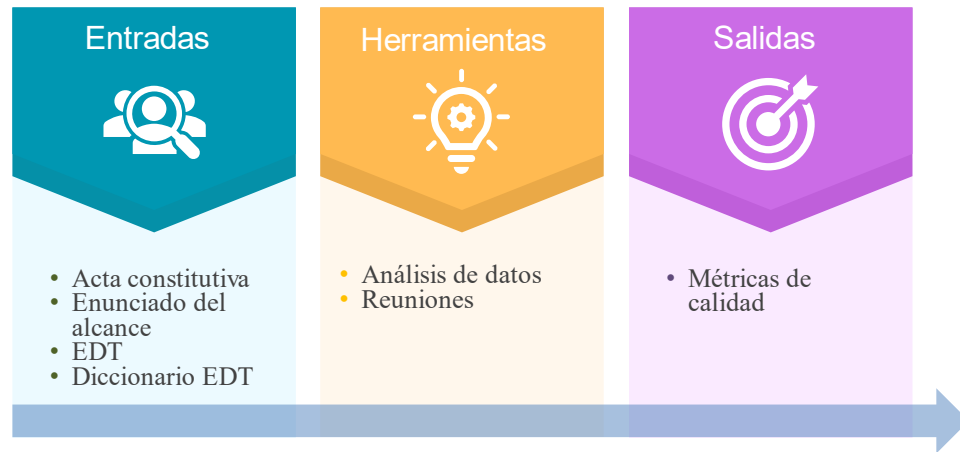 Entradas
Herramientas
Salidas
• Acta constitutiva
• Enunciado del
alcance
• EDT
• Diccionario EDT
• Análisis de datos
• Reuniones
• Métricas de
calidad